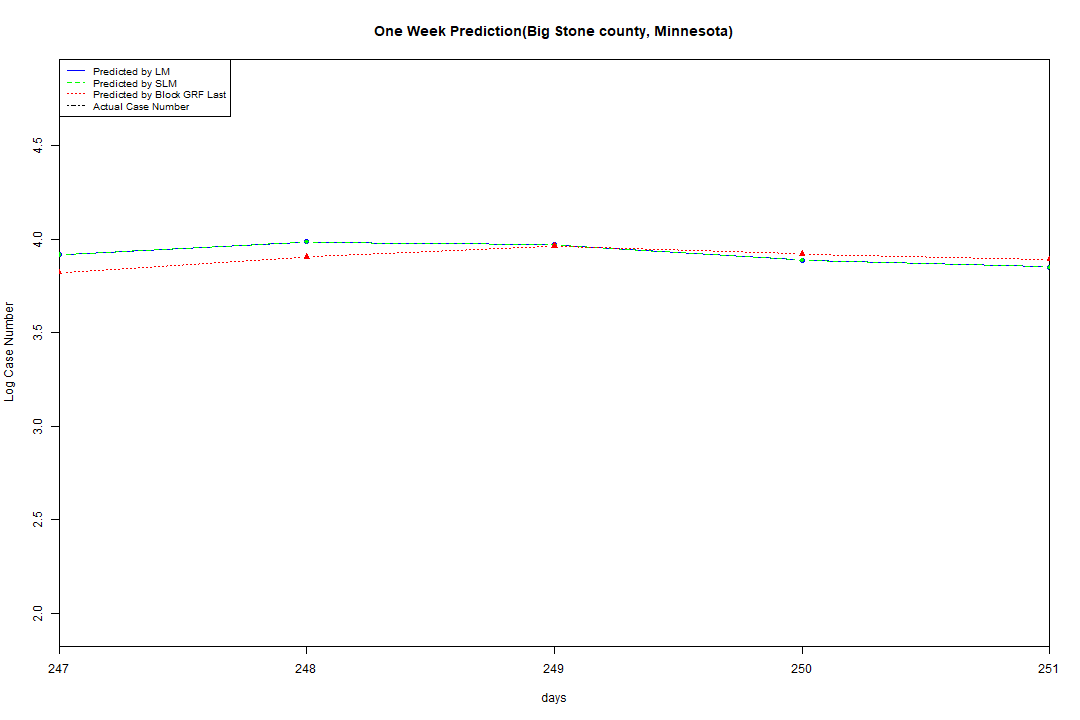 One Week Prediction(Big Stone county, Minnesota)
Predicted by LM
Predicted by SLM
Predicted by Block GRF Last
Actual Case Number
4.5
4.0
3.5
3.0
2.5
2.0
Log Case Number
247 248 249 250 251
days